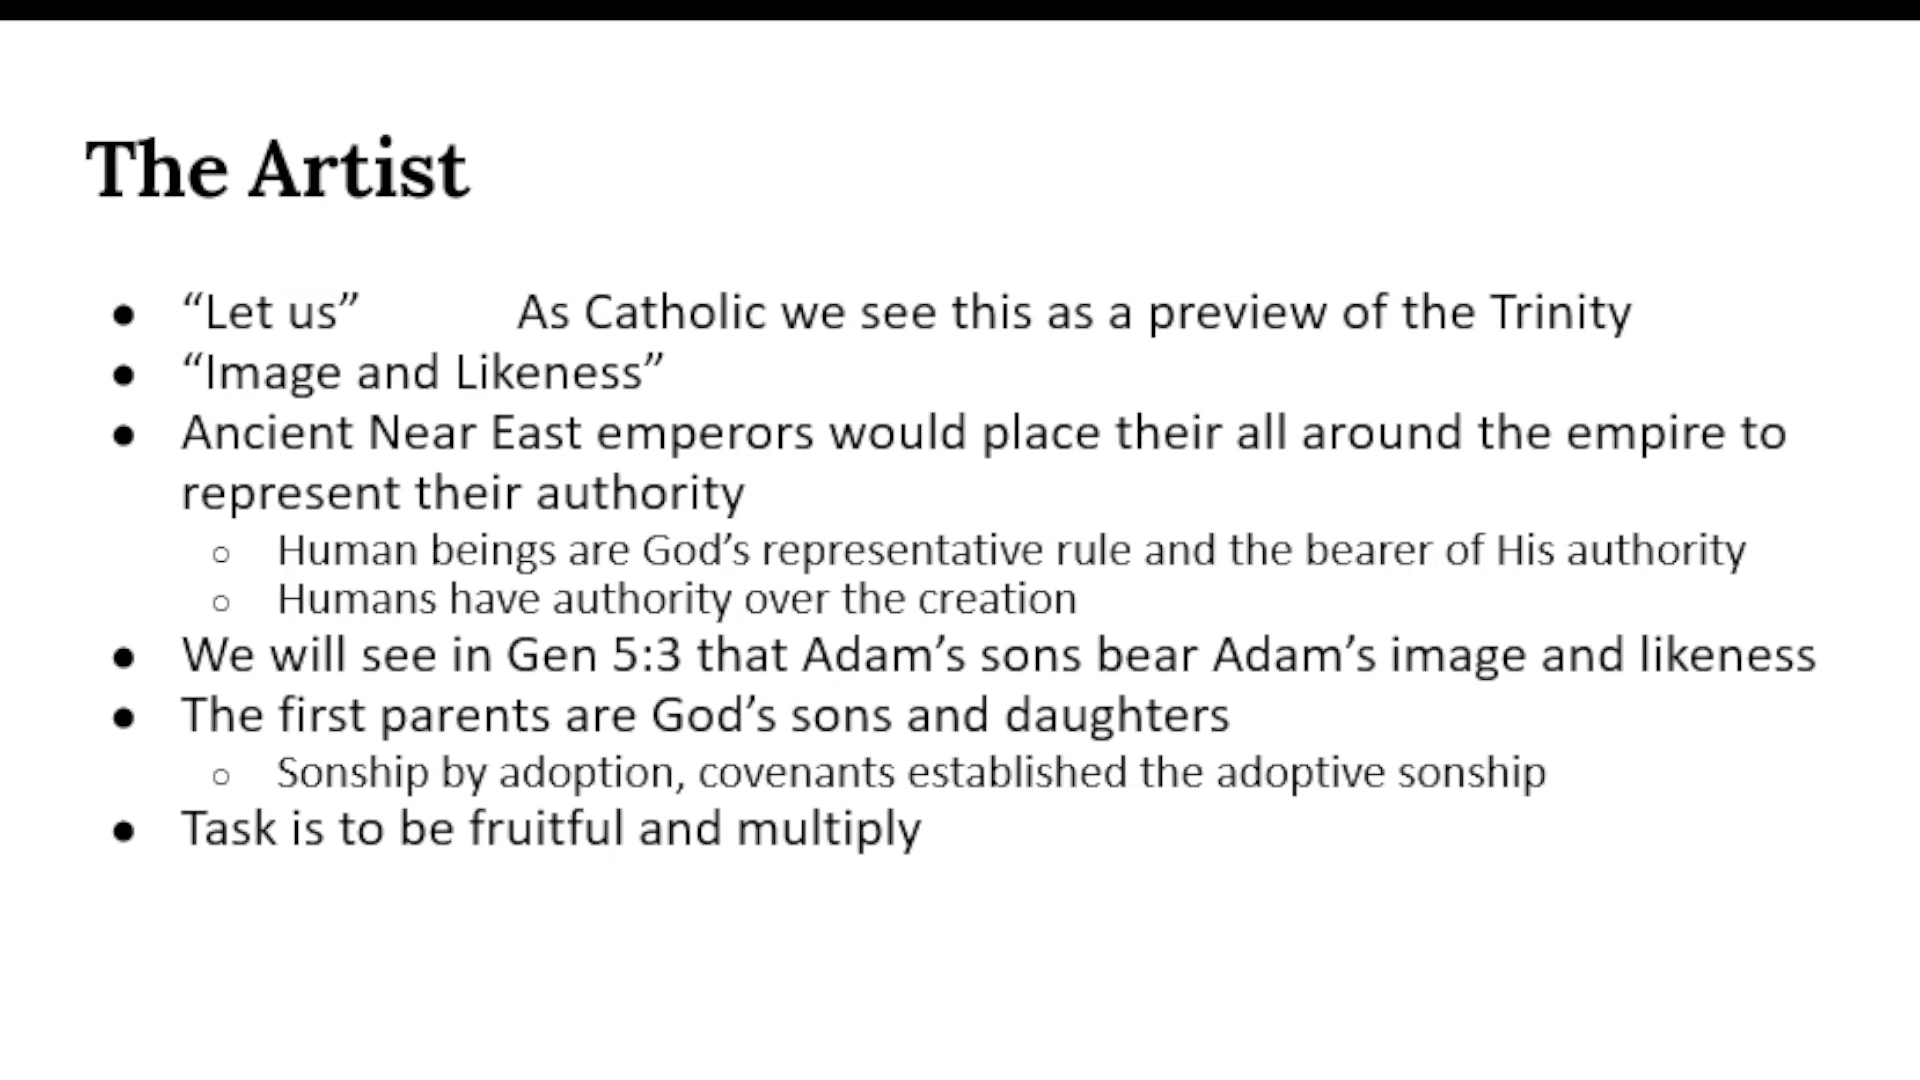 The Artist
● “Let us” As Catholic we see this as a preview of the Trinity
● “Image and Likeness”
● Ancient Near East emperors would place their all around the empire to
represent their authority
○ Human beings are God’s representative rule and the bearer of His authority
○ Humans have authority over the creation
● We will see in Gen 5:3 that Adam’s sons bear Adam’s image and likeness
● The first parents are God’s sons and daughters
○ Sonship by adoption, covenants established the adoptive sonship
● Task is to be fruitful and multiply